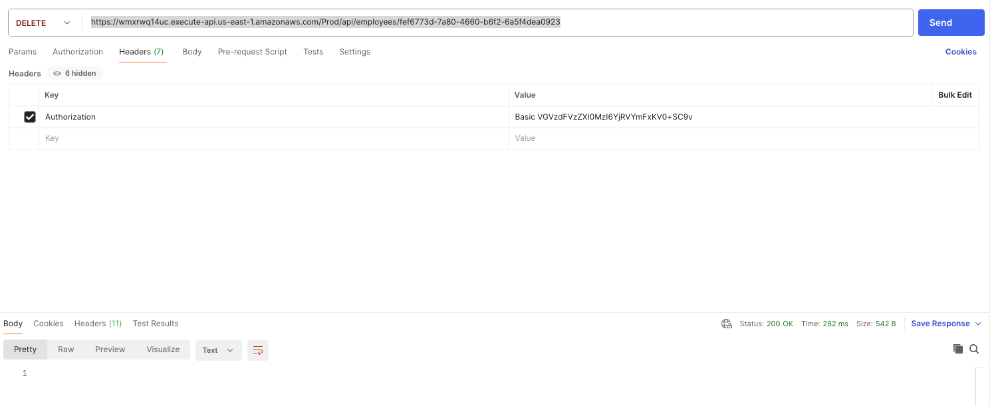 DELETE https://wmxrwq14uc.execute-api.us-east-1.amazonaws.com/Prod/api/employees/fef6773d-7a80-4660-b6f2-6a5f4dea0923 Send
Params Authorization Headers (7) Body Pre-request Script Tests Settings Cookies
Headers 6 hidden
Key Value Bulk Edit
Authorization Basic VGVzdFVzZXI0MzI6YjRVYmFxKV0+SC9v
Key Value
Body Cookies Headers (11) Test Results Status: 200 OK Time: 282 ms Size: 542 B Save Response
Pretty Raw Preview Visualize Text
1